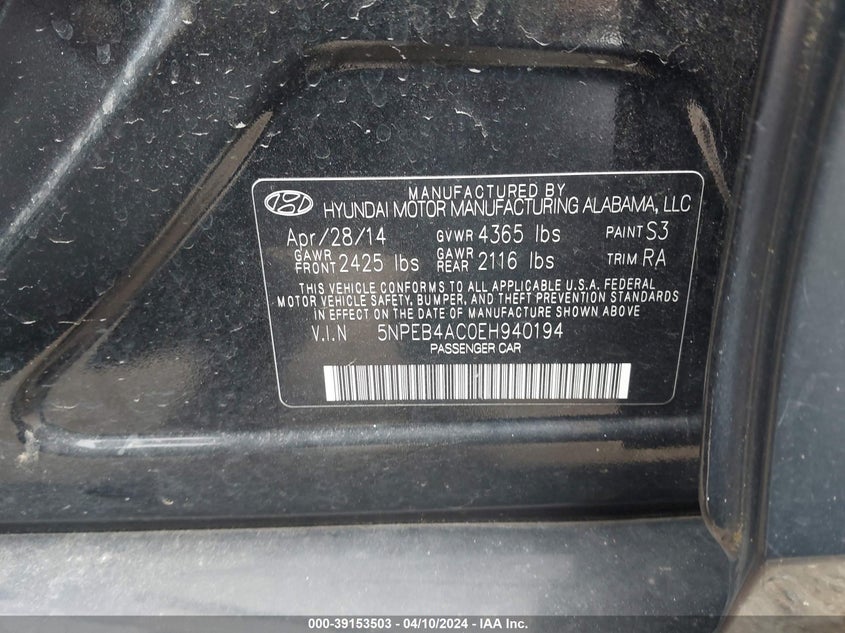 MANUFACTURED BY
HYUNDAI MOTOR MANUFACTURING ALABAMA, LLC
Apr/28/14 GVWR 4365 lbs PAINT S3
GAWR FRONT 2425 lbs GAWR REAR 2116 lbs TRIM RA
THIS VEHICLE CONFORMS TO ALL APPLICABLE U.S.A. FEDERAL
MOTOR VEHICLE SAFETY, BUMPER, AND THEFT PREVENTION STANDARDS
IN EFFECT ON THE DATE OF MANUFACTURE SHOWN ABOVE
V.I.N 5NPEB4AC0EH940194
PASSENGER CAR
000-39153503 - 04/10/2024 - IAA Inc.